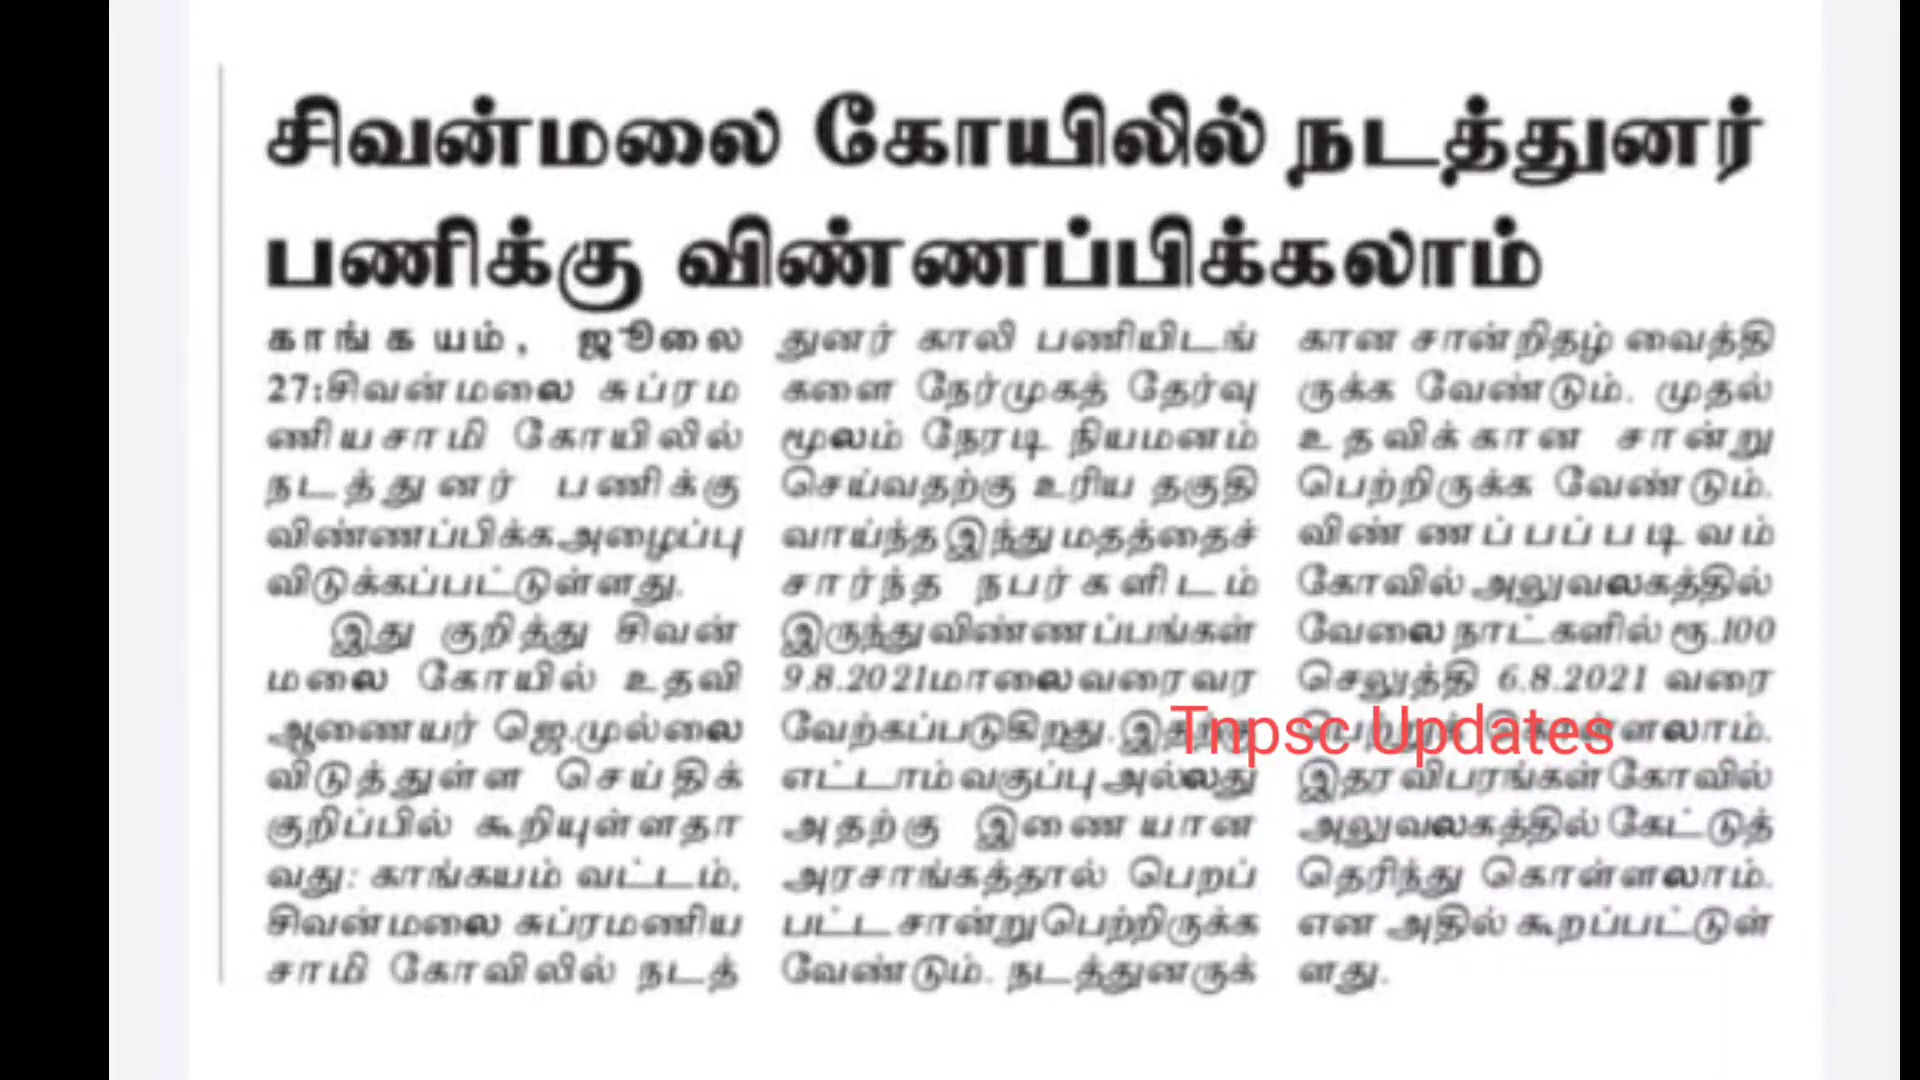 சிவன்மலை கோயிலில் நடத்துனர்
பணிக்கு விண்ணப்பிக்கலாம்
காங்கயம், ஜூலை
27:சிவன்மலை சுப்ரம
ணியசாமி கோயிலில்
நடத்துனர் பணிக்கு
விண்ணப்பிக்க அழைப்பு
விடுக்கப்பட்டுள்ளது.
இது குறித்து சிவன்
மலை கோயில் உதவி
ஆணையர் ஜெ.முல்லை
விடுத்துள்ள செய்திக்
குறிப்பில் கூறியுள்ளதா
வது: காங்கயம் வட்டம்,
சிவன்மலை சுப்ரமணிய
சாமி கோவிலில் நடத்
துனர் காலி பணியிடங்
களை நேர்முகத் தேர்வு
மூலம் நேரடி நியமனம்
செய்வதற்கு உரிய தகுதி
வாய்ந்த இந்து மதத்தைச்
சார்ந்த நபர்களிடம்
இருந்து விண்ணப்பங்கள்
9.8.2021 மாலை வரை வர
வேற்கப்படுகிறது.
எட்டாம் வகுப்பு அல்லது
அதற்கு இணையான
அரசாங்கத்தால் பெறப்
பட்ட சான்று பெற்றிருக்க
வேண்டும். நடத்துனருக்
கான சான்றிதழ் வைத்தி
ருக்க வேண்டும். முதல்
உதவிக்கான சான்று
பெற்றிருக்க வேண்டும்.
விண்ணப்பப்படிவம்
கோவில் அலுவலகத்தில்
வேலை நாட்களில் ரூ.100
செலுத்தி 6.8.2021 வரை
Tnpsc Updates
இதர விபரங்கள் கோவில்
அலுவலகத்தில் கேட்டுத்
தெரிந்து கொள்ளலாம்.
என அதில் கூறப்பட்டுள்
ளது.